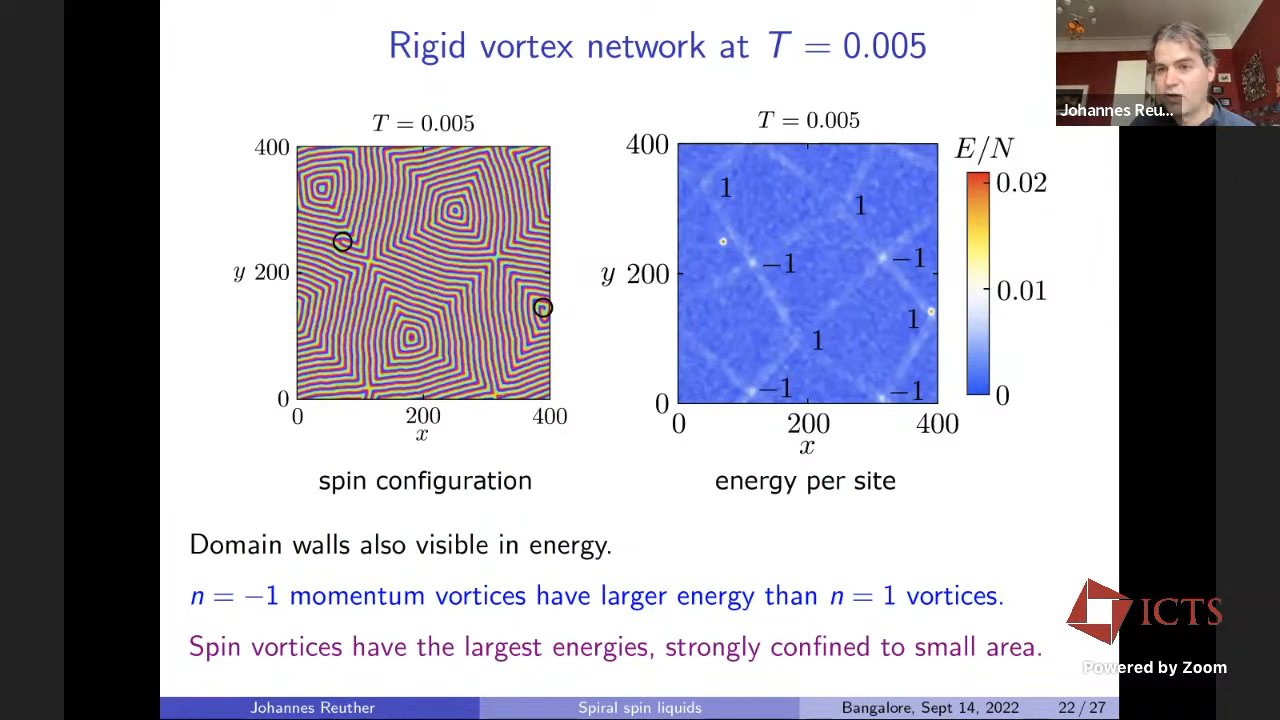 Rigid vortex network at T = 0.005
Johannes Reu...
T = 0.005
400
y 200
0
0 200 400
x
T = 0.005
400
y 200
0
0 200 400
x
1
1
−1
−1
1
1
−1
−1
E/N
0.02
0.01
0
spin configuration
energy per site
Domain walls also visible in energy.
n = −1 momentum vortices have larger energy than n = 1 vortices.
Spin vortices have the largest energies, strongly confined to small area.
ICTS
Powered by Zoom
Johannes Reuther
Spiral spin liquids
Bangalore, Sept 14, 2022
22 / 27